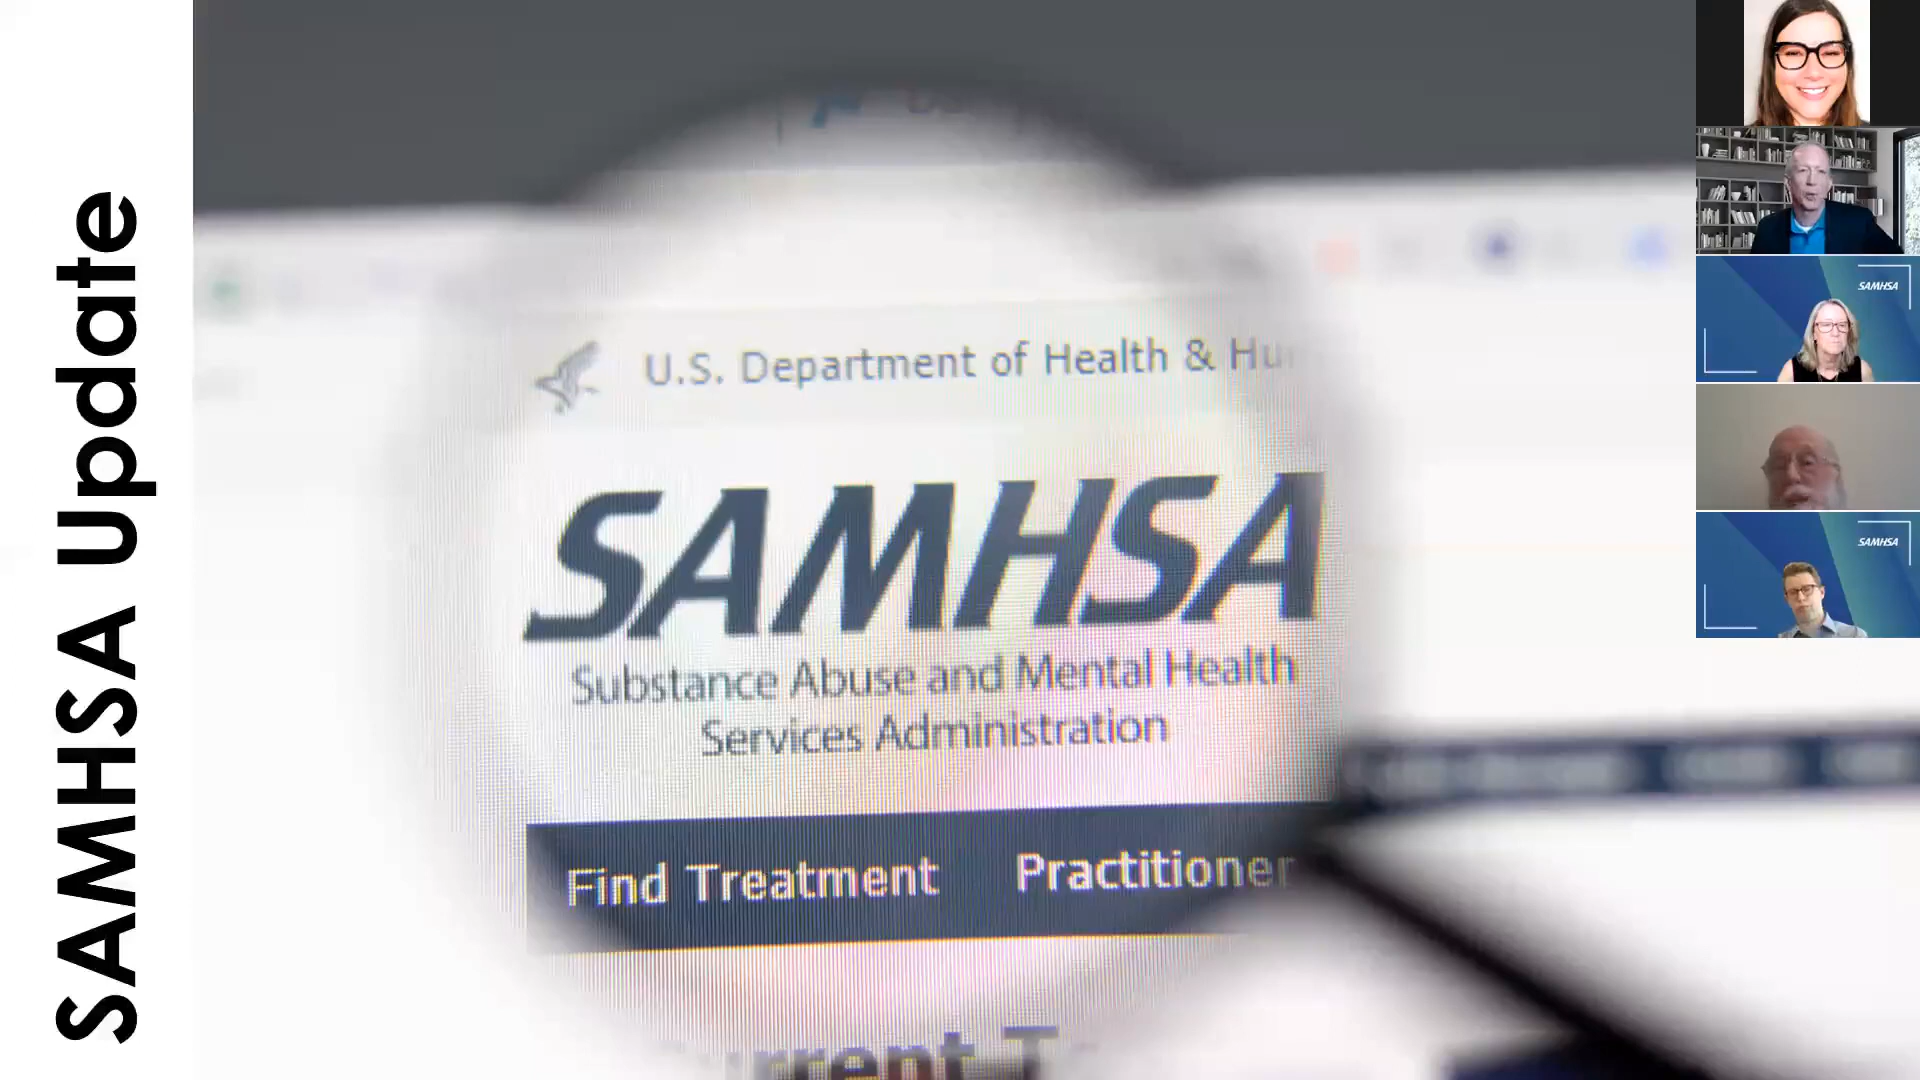 SAMHSA Update
U.S. Department of Health & Hu
SAMHSA
Substance Abuse and Mental Health
Services Administration
Find Treatment Practitioner
rrent T
SAMHSA
SAMHSA